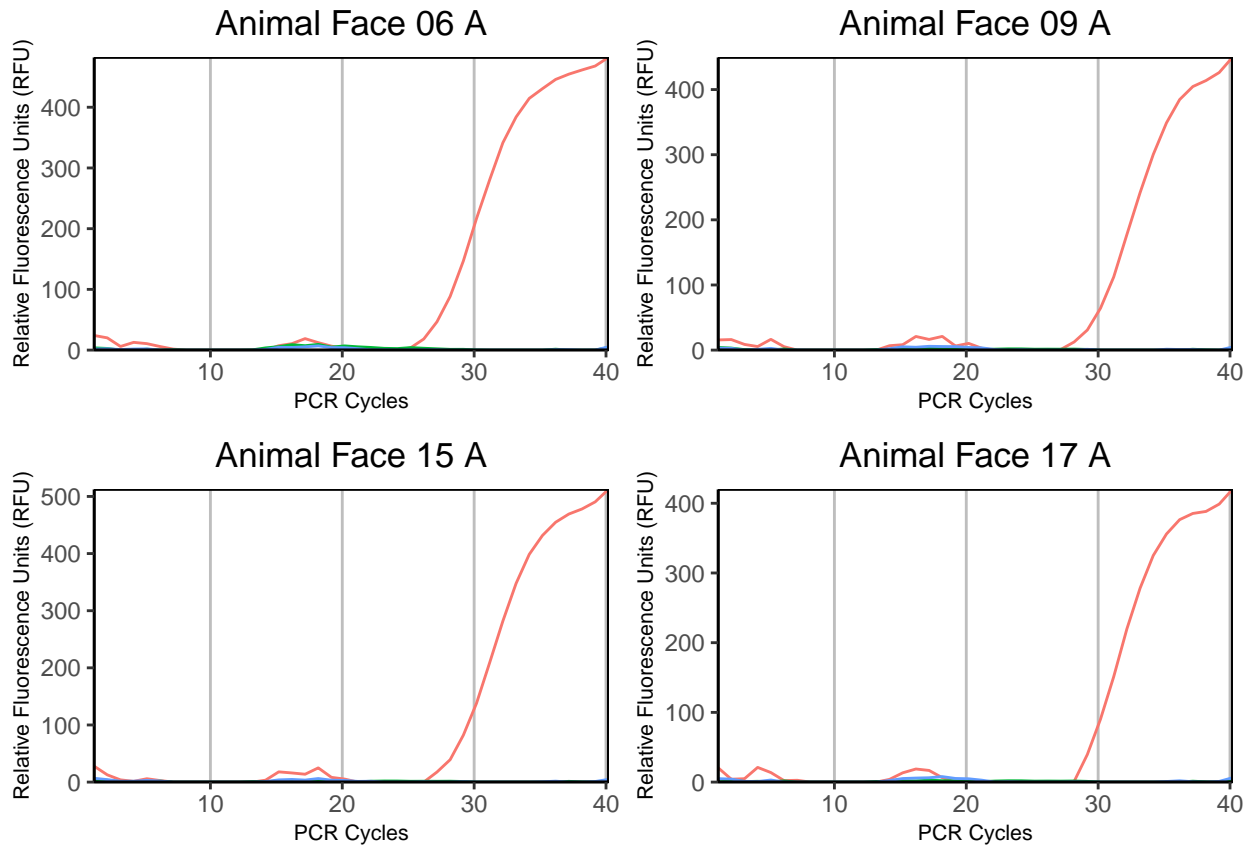 Animal Face 06 A
Relative Fluorescence Units (RFU)
400
300
200
100
0
10 20 30 40
PCR Cycles
Animal Face 09 A
Relative Fluorescence Units (RFU)
400
300
200
100
0
10 20 30 40
PCR Cycles
Animal Face 15 A
Relative Fluorescence Units (RFU)
500
400
300
200
100
0
10 20 30 40
PCR Cycles
Animal Face 17 A
Relative Fluorescence Units (RFU)
400
300
200
100
0
10 20 30 40
PCR Cycles